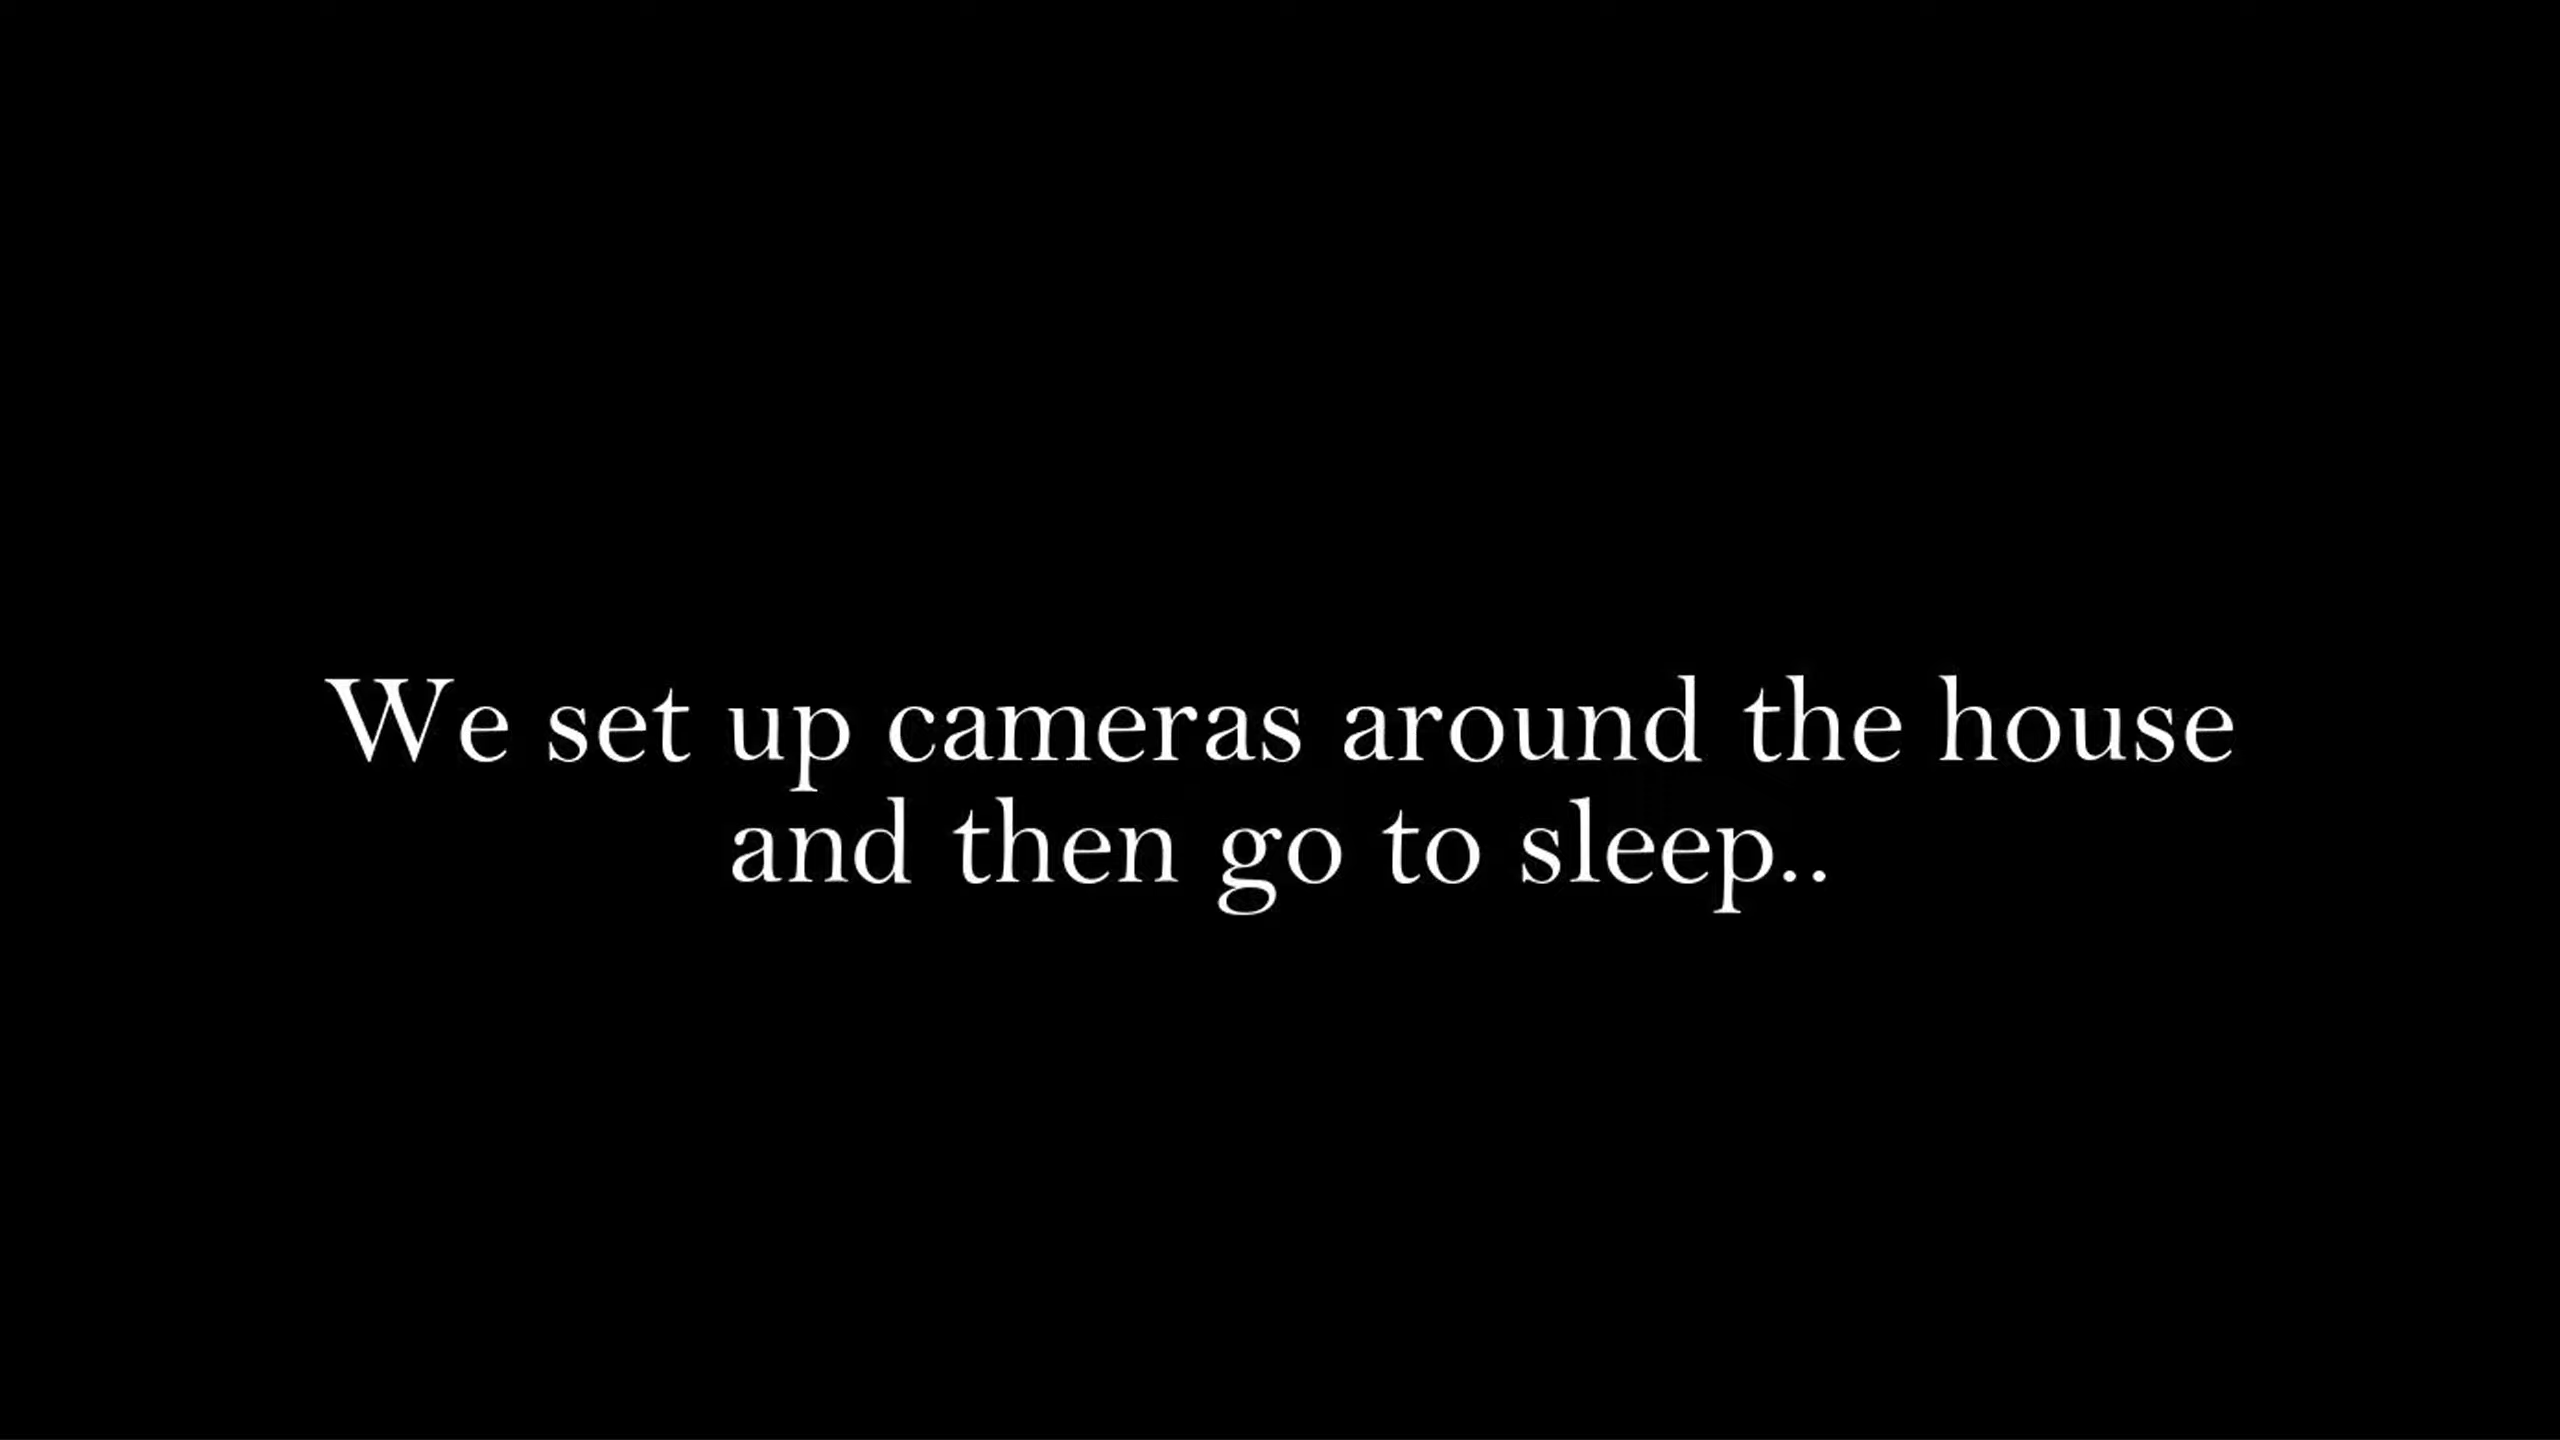 We set up cameras around the house
and then go to sleep..